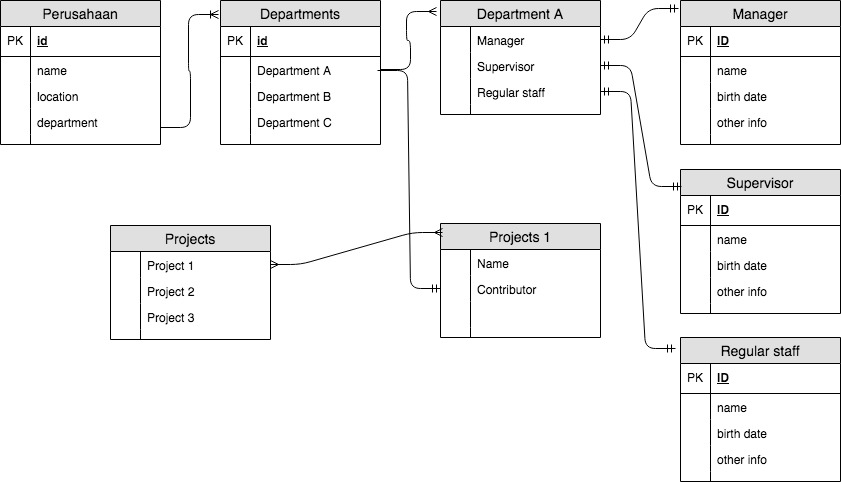 Perusahaan
PK id
name
location
department
Departments
PK id
Department A
Department B
Department C
Department A
Manager
Supervisor
Regular staff
Manager
PK ID
name
birth date
other info
Supervisor
PK ID
name
birth date
other info
Projects
Project 1
Project 2
Project 3
Projects 1
Name
Contributor
Regular staff
PK ID
name
birth date
other info